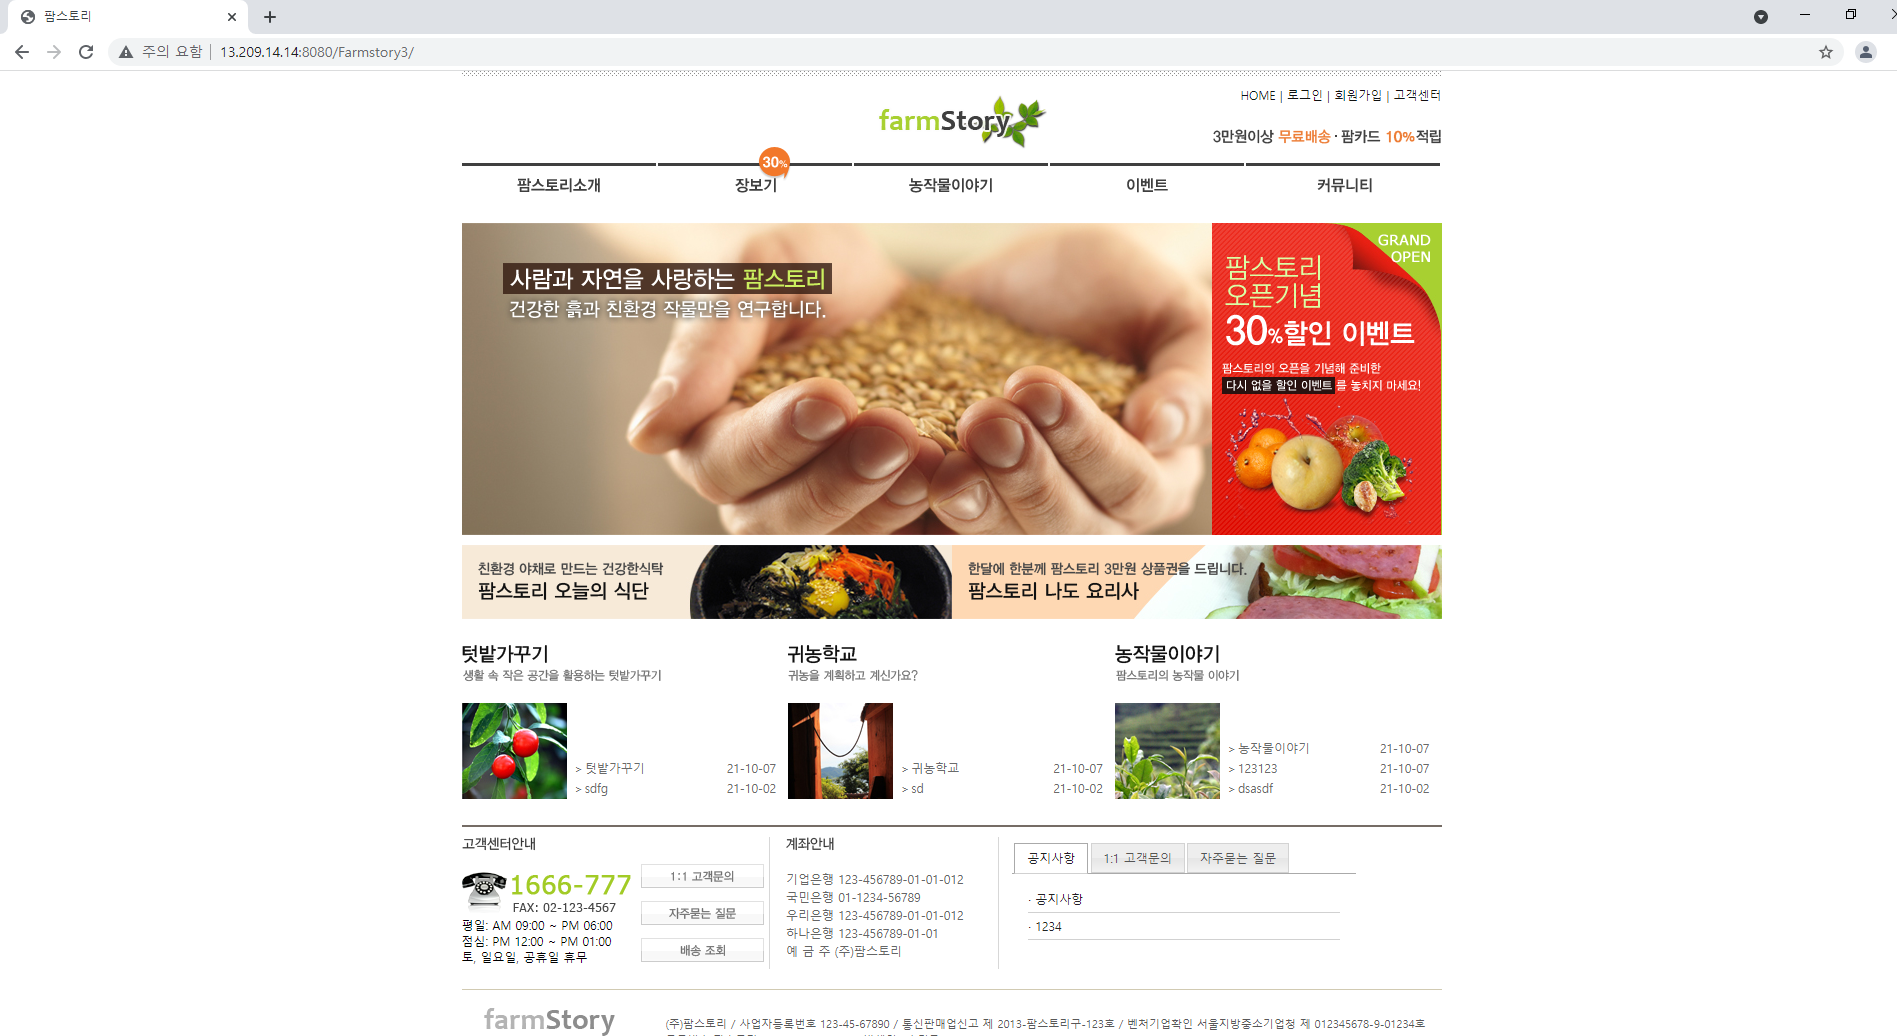 팜스토리
주의 요함 | 13.209.14.14:8080/Farmstory3/
HOME | 로그인 | 회원가입 | 고객센터
farmStory
3만원이상 무료배송 · 팜카드 10%적립
30%
팜스토리소개
장보기
농작물이야기
이벤트
커뮤니티
사람과 자연을 사랑하는 팜스토리
건강한 흙과 친환경 작물만을 연구합니다.
GRAND
OPEN
팜스토리
오픈기념
30%할인 이벤트
팜스토리의 오픈을 기념해 준비한
다시 없을 할인 이벤트를 놓치지 마세요!
친환경 야채로 만드는 건강한식탁
팜스토리 오늘의 식단
한달에 한분께 팜스토리 3만원 상품권을 드립니다.
팜스토리 나도 요리사
텃밭가꾸기
생활 속 작은 공간을 활용하는 텃밭가꾸기
> 텃밭가꾸기 21-10-07
> sdfg 21-10-02
귀농학교
귀농을 계획하고 계신가요?
> 귀농학교 21-10-07
> sd 21-10-02
농작물이야기
팜스토리의 농작물 이야기
> 농작물이야기 21-10-07
> 123123 21-10-07
> dsasdf 21-10-02
고객센터안내
1666-777
FAX: 02-123-4567
평일: AM 09:00 ~ PM 06:00
점심: PM 12:00 ~ PM 01:00
토, 일요일, 공휴일 휴무
1:1 고객문의
자주묻는 질문
배송 조회
계좌안내
기업은행 123-456789-01-01-012
국민은행 01-1234-56789
우리은행 123-456789-01-01-012
하나은행 123-456789-01-01
예 금 주 (주)팜스토리
공지사항
1:1 고객문의
자주묻는 질문
· 공지사항
· 1234
farmStory
(주)팜스토리 / 사업자등록번호 123-45-67890 / 통신판매업신고 제 2013-팜스토리구-123호 / 벤처기업확인 서울지방중소기업청 제 012345678-9-01234호